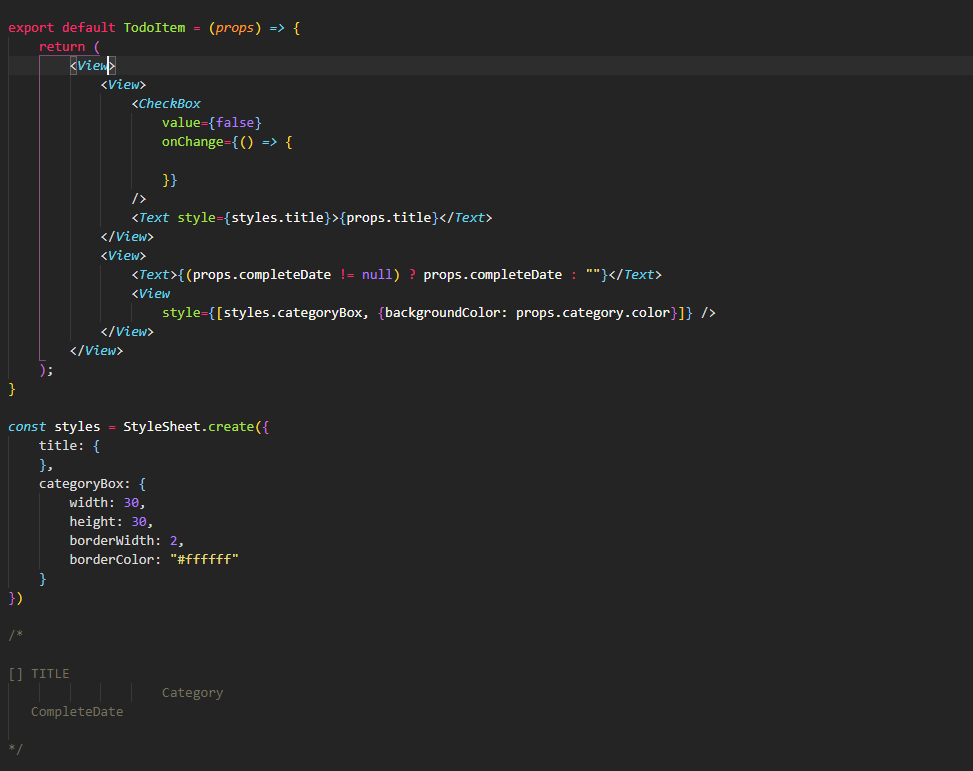 export default TodoItem = (props) => {
    return (
        <View>
            <View>
                <CheckBox
                    value={false}
                    onChange={() => {

                    }}
                />
                <Text style={styles.title}>{props.title}</Text>
            </View>
            <View>
                <Text>{(props.completeDate != null) ? props.completeDate : ""}</Text>
                <View
                    style={[styles.categoryBox, {backgroundColor: props.category.color}]} />
            </View>
        </View>
    );
}

const styles = StyleSheet.create({
    title: {
    },
    categoryBox: {
        width: 30,
        height: 30,
        borderWidth: 2,
        borderColor: "#ffffff"
    }
})

/*

[] TITLE
                    Category
   CompleteDate

*/